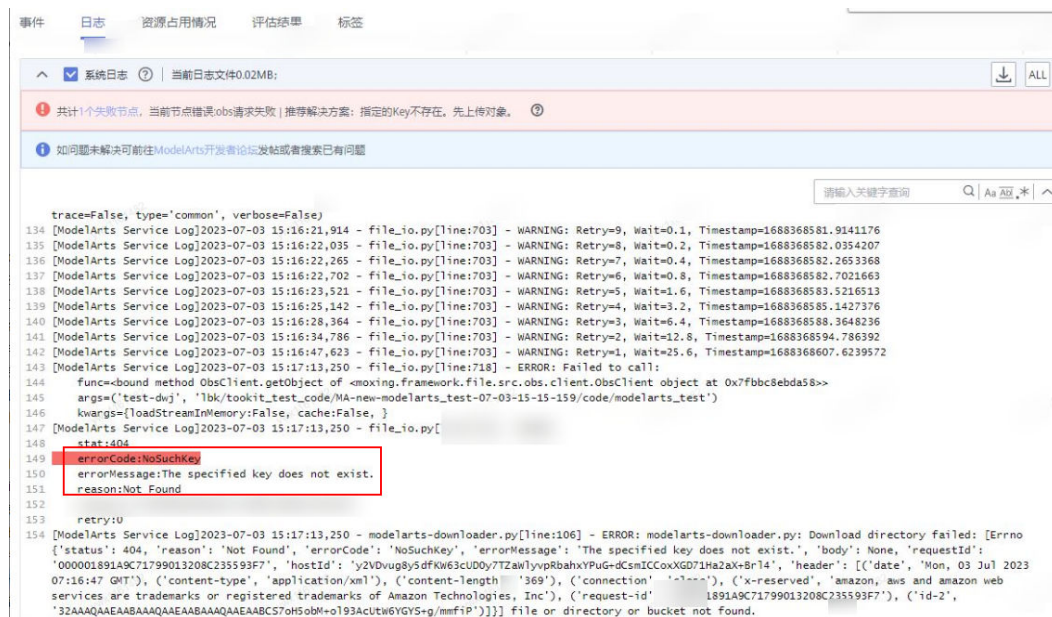 事件 日志 资源占用情况 评估结果 标签
系统日志 ? 当前日志文件0.02MB; ALL
共计1个失败节点，当前节点错误:obs请求失败 | 推荐解决方案：指定的Key不存在。先上传对象。 ?
如问题未解决可前往ModelArts开发者论坛发帖或者搜索已有问题
请输入关键字查询 Aa Ab| .*
trace=False, type='common', verbose=False)
134 [ModelArts Service Log]2023-07-03 15:16:21,914 - file_io.py[line:703] - WARNING: Retry=9, Wait=0.1, Timestamp=1688368581.9141176
135 [ModelArts Service Log]2023-07-03 15:16:22,035 - file_io.py[line:703] - WARNING: Retry=8, Wait=0.2, Timestamp=1688368582.0354207
136 [ModelArts Service Log]2023-07-03 15:16:22,265 - file_io.py[line:703] - WARNING: Retry=7, Wait=0.4, Timestamp=1688368582.2653368
137 [ModelArts Service Log]2023-07-03 15:16:22,702 - file_io.py[line:703] - WARNING: Retry=6, Wait=0.8, Timestamp=1688368582.7021663
138 [ModelArts Service Log]2023-07-03 15:16:23,521 - file_io.py[line:703] - WARNING: Retry=5, Wait=1.6, Timestamp=1688368583.5216513
139 [ModelArts Service Log]2023-07-03 15:16:25,142 - file_io.py[line:703] - WARNING: Retry=4, Wait=3.2, Timestamp=1688368585.1427376
140 [ModelArts Service Log]2023-07-03 15:16:28,364 - file_io.py[line:703] - WARNING: Retry=3, Wait=6.4, Timestamp=1688368588.3648236
141 [ModelArts Service Log]2023-07-03 15:16:34,786 - file_io.py[line:703] - WARNING: Retry=2, Wait=12.8, Timestamp=1688368594.786392
142 [ModelArts Service Log]2023-07-03 15:16:47,623 - file_io.py[line:703] - WARNING: Retry=1, Wait=25.6, Timestamp=1688368607.6239572
143 [ModelArts Service Log]2023-07-03 15:17:13,250 - file_io.py[line:718] - ERROR: Failed to call:
144 func=<bound method ObsClient.getObject of <moxing.framework.file.src.obs.client.ObsClient object at 0x7fbbc8ebda58>>
145 args=('test-dwj', 'lbk/tookit_test_code/MA-new-modelarts_test-07-03-15-15-159/code/modelarts_test')
146 kwargs={loadStreamInMemory:False, cache:False, }
147 [ModelArts Service Log]2023-07-03 15:17:13,250 - file_io.py[
148 stat:404
149 errorCode:NoSuchKey
150 errorMessage:The specified key does not exist.
151 reason:Not Found
152
153 retry:0
154 [ModelArts Service Log]2023-07-03 15:17:13,250 - modelarts-downloader.py[line:106] - ERROR: modelarts-downloader.py: Download directory failed: [Errno
{'status': 404, 'reason': 'Not Found', 'errorCode': 'NoSuchKey', 'errorMessage': 'The specified key does not exist.', 'body': None, 'requestId':
'000001891A9C71799013208C235593F7', 'hostId': 'y2VDvug8y5dfKW63cUDOy7TZaWlyvpRbahxYPuG+dCsmICCoxXGD71Ha2aX+Brl4', 'header': [('date', 'Mon, 03 Jul 2023
07:16:47 GMT'), ('content-type', 'application/xml'), ('content-length '369'), ('connection' 'close'), ('x-reserved', 'amazon, aws and amazon web
services are trademarks or registered trademarks of Amazon Technologies, Inc'), ('request-id' 1891A9C71799013208C235593F7'), ('id-2',
'32AAAQAAEAABAAAQAAEAABAAAQAAEAABCS7oH5obM+ol93AcUtW6YGYS+g/mmfiP')]}] file or directory or bucket not found.